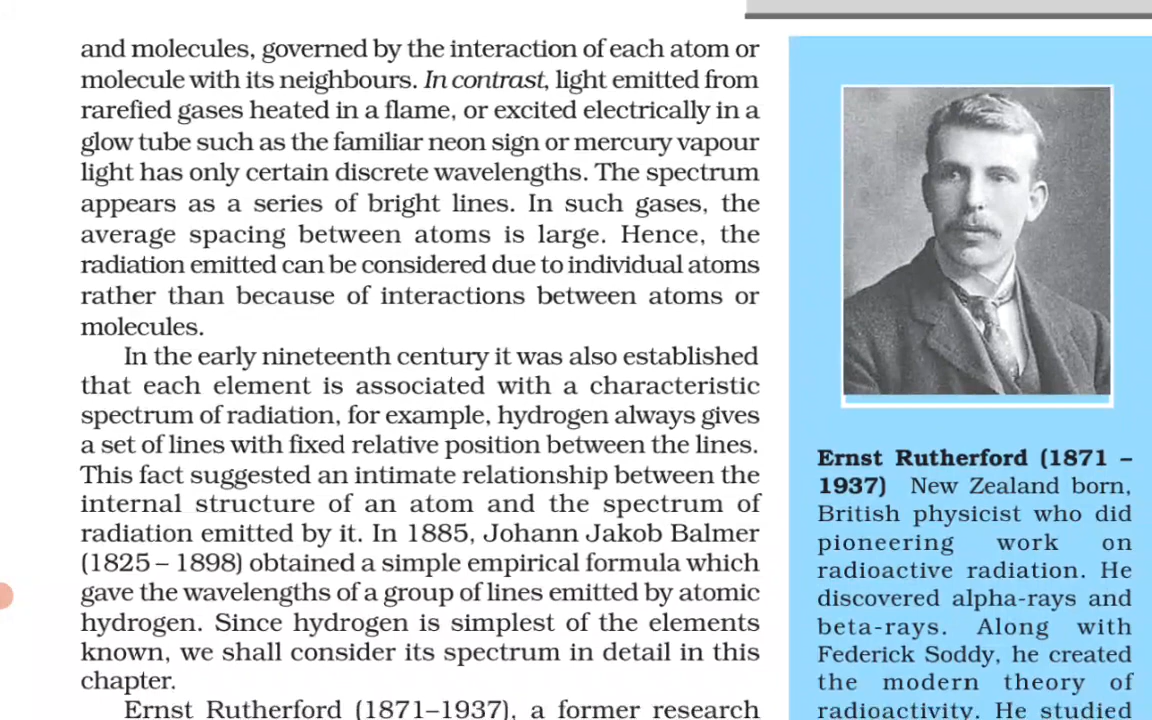 and molecules, governed by the interaction of each atom or
molecule with its neighbours. In contrast, light emitted from
rarefied gases heated in a flame, or excited electrically in a
glow tube such as the familiar neon sign or mercury vapour
light has only certain discrete wavelengths. The spectrum
appears as a series of bright lines. In such gases, the
average spacing between atoms is large. Hence, the
radiation emitted can be considered due to individual atoms
rather than because of interactions between atoms or
molecules.
In the early nineteenth century it was also established
that each element is associated with a characteristic
spectrum of radiation, for example, hydrogen always gives
a set of lines with fixed relative position between the lines.
This fact suggested an intimate relationship between the
internal structure of an atom and the spectrum of
radiation emitted by it. In 1885, Johann Jakob Balmer
(1825 – 1898) obtained a simple empirical formula which
gave the wavelengths of a group of lines emitted by atomic
hydrogen. Since hydrogen is simplest of the elements
known, we shall consider its spectrum in detail in this
chapter.
Ernst Rutherford (1871–1937), a former research
Ernst Rutherford (1871 –
1937) New Zealand born,
British physicist who did
pioneering work on
radioactive radiation. He
discovered alpha-rays and
beta-rays. Along with
Federick Soddy, he created
the modern theory of
radioactivity. He studied